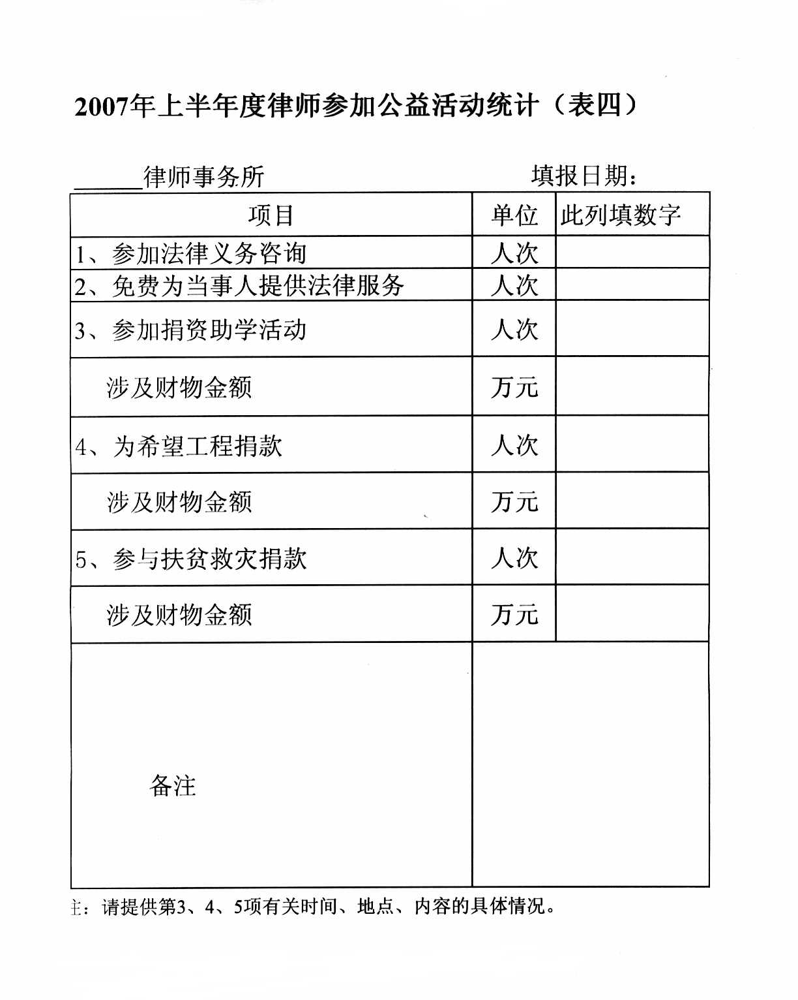 2007年上半年度律师参加公益活动统计（表四）
______律师事务所 填报日期：
项目 单位 此列填数字
1、参加法律义务咨询 人次
2、免费为当事人提供法律服务 人次
3、参加捐资助学活动 人次
涉及财物金额 万元
4、为希望工程捐款 人次
涉及财物金额 万元
5、参与扶贫救灾捐款 人次
涉及财物金额 万元
备注
注：请提供第3、4、5项有关时间、地点、内容的具体情况。